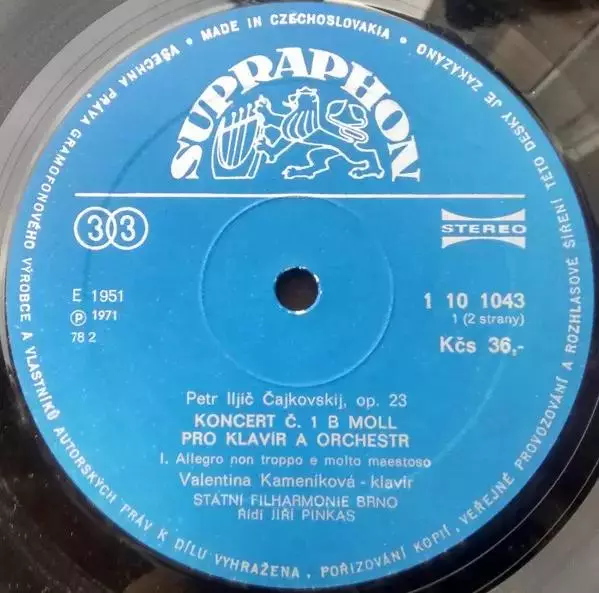 MADE IN CZECHOSLOVAKIA • VŠECHNA PRÁVA GRAMOFONOVÉHO VÝROBCE A VLASTNÍKŮ AUTORSKÝCH PRÁV K DÍLU VYHRAŽENA, POŘIZOVÁNÍ KOPIÍ, VEŘEJNÉ PROVOZOVÁNÍ A ROZHLASOVÉ ŠÍŘENÍ TÉTO DESKY JE ZAKÁZÁNO •
SUPRAPHON
33
STEREO
E 1951
Ⓟ 1971
78 2
1 10 1043
1 (2 strany)
Kčs 36,-
Petr Iljič Čajkovskij, op. 23
KONCERT Č. 1 B MOLL
PRO KLAVÍR A ORCHESTR
I. Allegro non troppo e molto maestoso
Valentina Kameníková - klavír
STÁTNÍ FILHARMONIE BRNO
Řídí JIŘÍ PINKAS